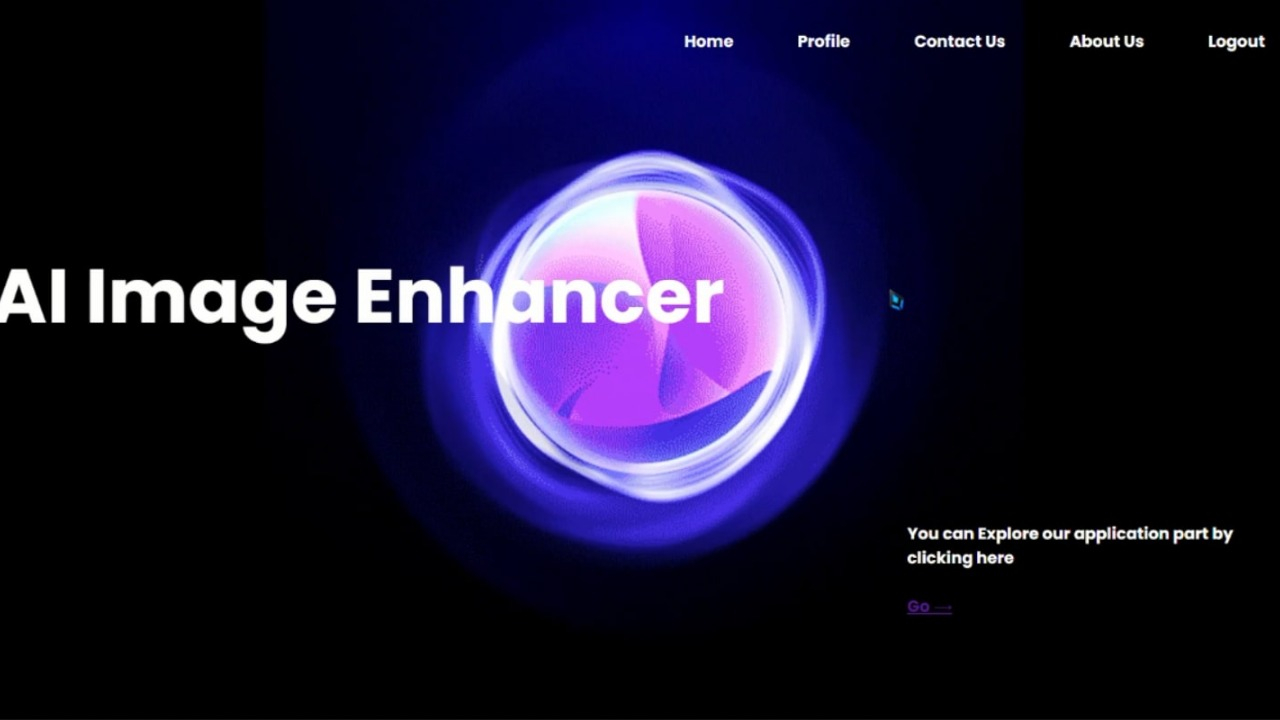 Home Profile Contact Us About Us Logout
AI Image Enhancer
You can Explore our application part by
clicking here
Go →